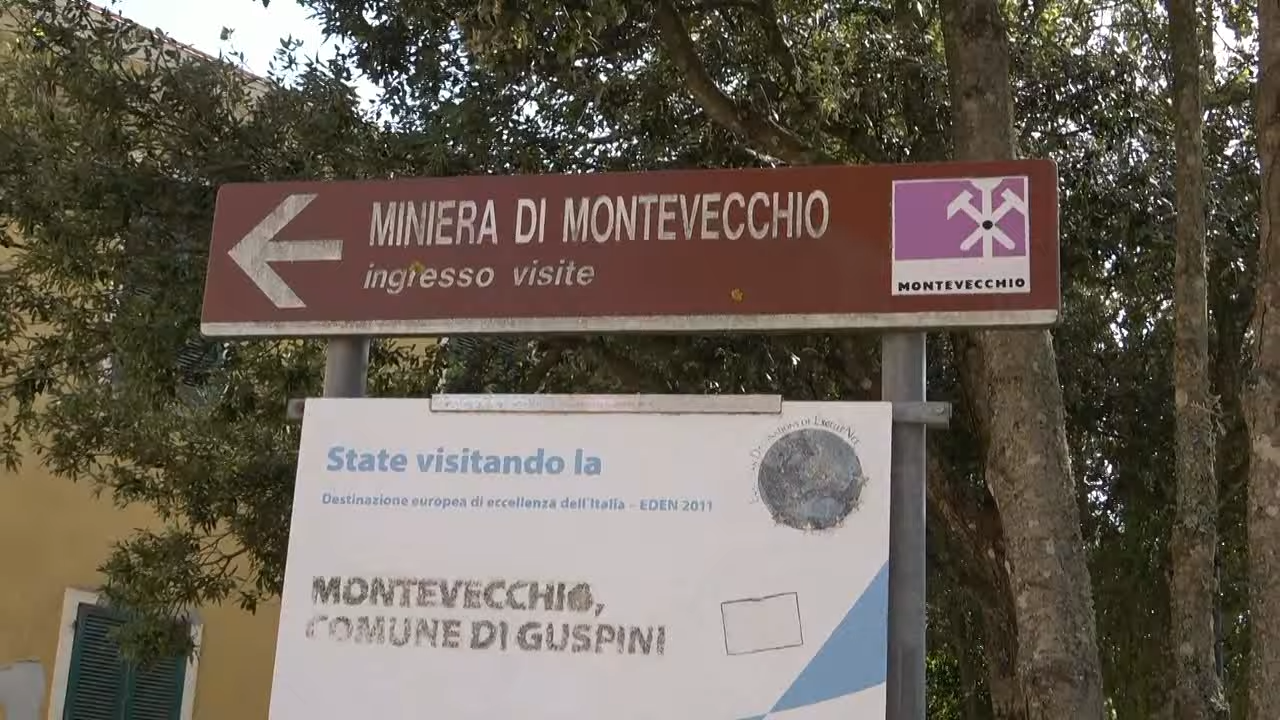 MINIERA DI MONTEVECCHIO
ingresso visite
MONTEVECCHIO
State visitando la
Destinazione europea di eccellenza dell'Italia - EDEN 2011
MONTEVECCHIO,
COMUNE DI GUSPINI